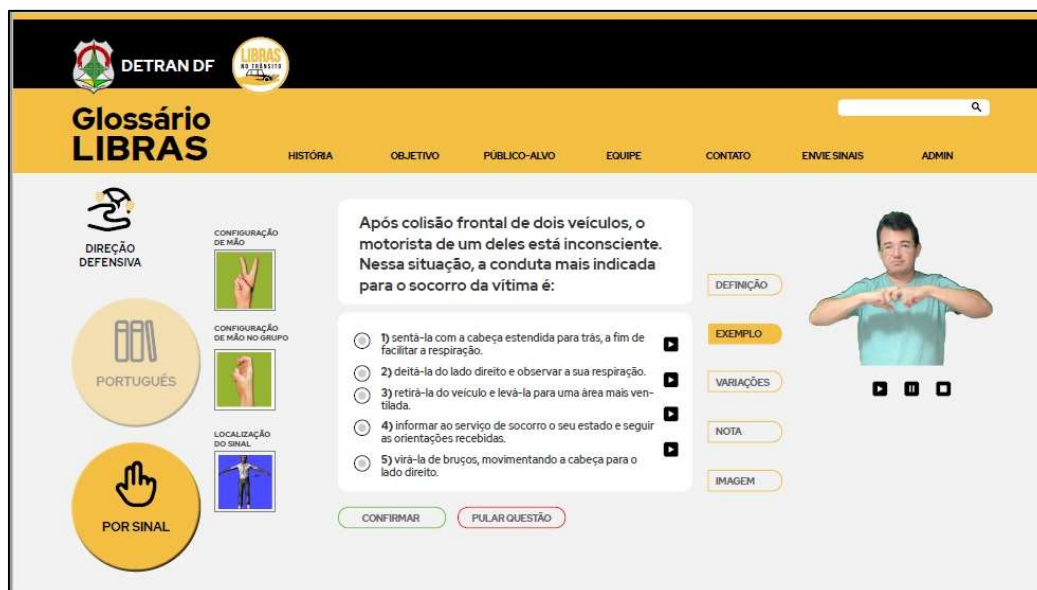 DETRAN DF
LIBRAS
NO TRÂNSITO
Glossário
LIBRAS
HISTÓRIA
OBJETIVO
PÚBLICO-ALVO
EQUIPE
CONTATO
ENVIE SINAIS
ADMIN
DIREÇÃO
DEFENSIVA
PORTUGUÊS
POR SINAL
CONFIGURAÇÃO
DE MÃO
CONFIGURAÇÃO
DE MÃO NO GRUPO
LOCALIZAÇÃO
DO SINAL
Após colisão frontal de dois veículos, o
motorista de um deles está inconsciente.
Nessa situação, a conduta mais indicada
para o socorro da vítima é:
1) sentá-la com a cabeça estendida para trás, a fim de
facilitar a respiração.
2) deitá-la do lado direito e observar a sua respiração.
3) retirá-la do veículo e levá-la para uma área mais ven-
tilada.
4) informar ao serviço de socorro o seu estado e seguir
as orientações recebidas.
5) virá-la de bruços, movimentando a cabeça para o
lado direito.
CONFIRMAR
PULAR QUESTÃO
DEFINIÇÃO
EXEMPLO
VARIAÇÕES
NOTA
IMAGEM